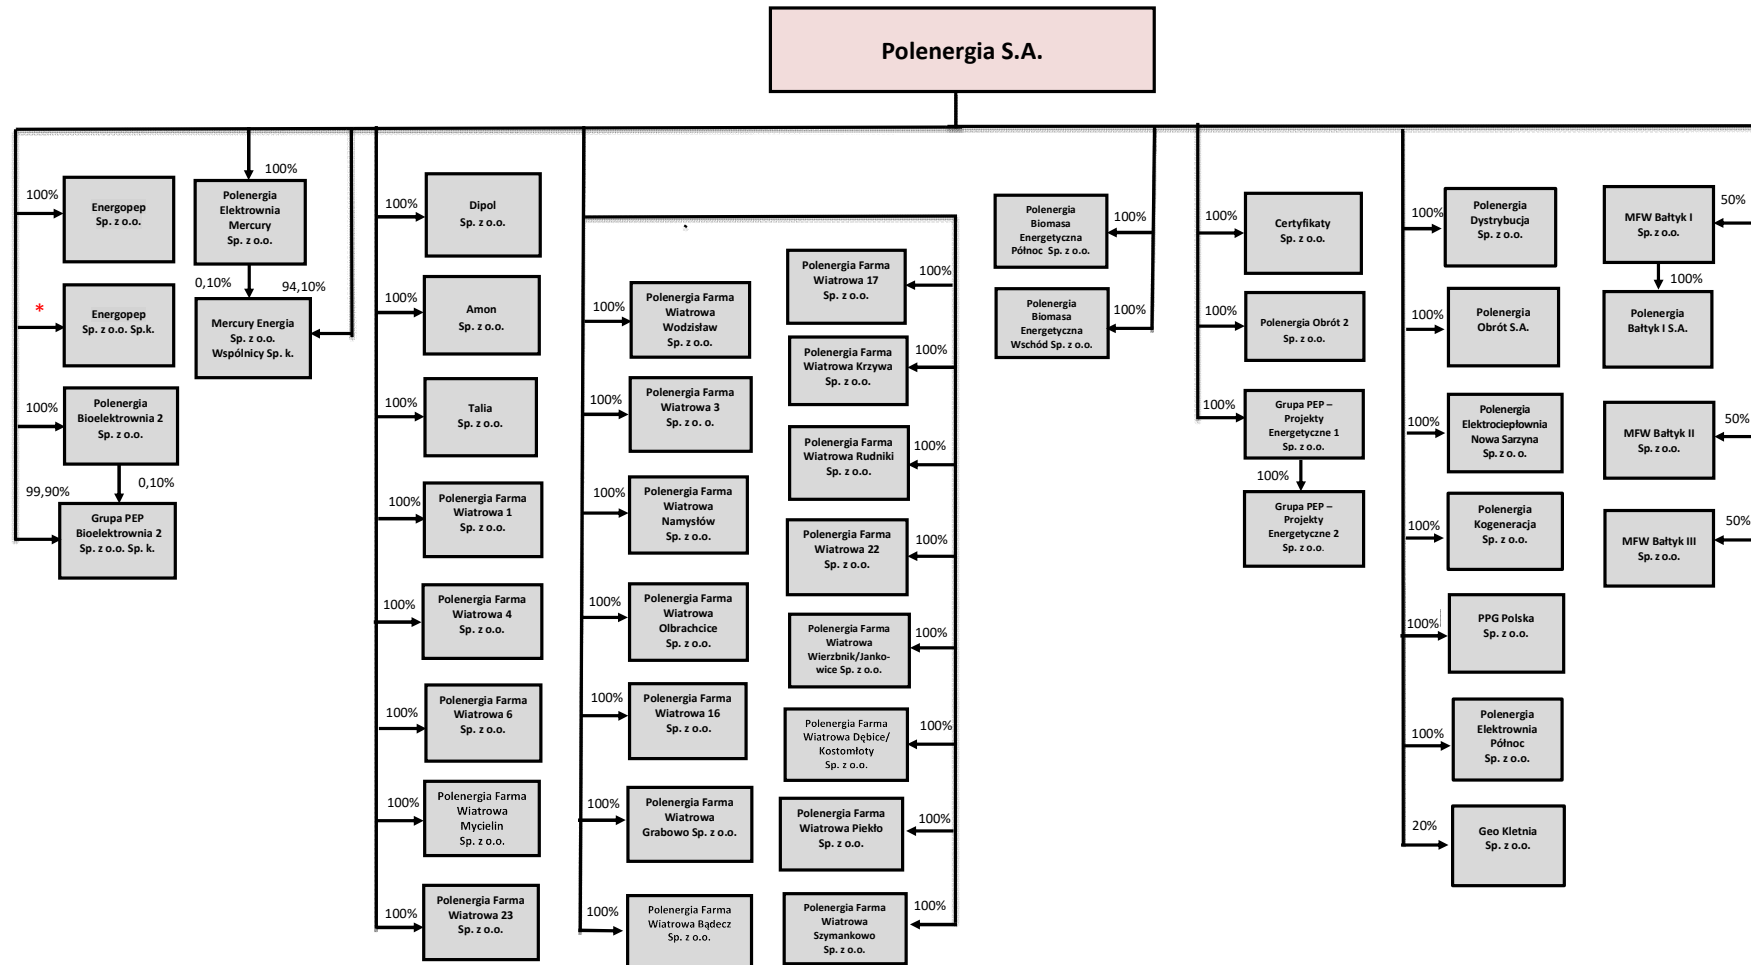 Polenergia S.A.
100%
Energopep
Sp. z o.o.
*
Energopep
Sp. z o.o. Sp.k.
100%
Polenergia
Bioelektrownia 2
Sp. z o.o.
99,90%
0,10%
Grupa PEP
Bioelektrownia 2
Sp. z o.o. Sp. k.
100%
Polenergia
Elektrownia
Mercury
Sp. z o.o.
0,10%
94,10%
Mercury Energia
Sp. z o.o.
Wspólnicy Sp. k.
100%
Dipol
Sp. z o.o.
100%
Amon
Sp. z o.o.
100%
Talia
Sp. z o.o.
100%
Polenergia Farma
Wiatrowa 1
Sp. z o.o.
100%
Polenergia Farma
Wiatrowa 4
Sp. z o.o.
100%
Polenergia Farma
Wiatrowa 6
Sp. z o.o.
100%
Polenergia Farma
Wiatrowa
Mycielin
Sp. z o.o.
100%
Polenergia Farma
Wiatrowa 23
Sp. z o.o.
100%
Polenergia Farma
Wiatrowa
Wodzisław
Sp. z o.o.
100%
Polenergia Farma
Wiatrowa 3
Sp. z o. o.
100%
Polenergia Farma
Wiatrowa
Namysłów
Sp. z o.o.
100%
Polenergia Farma
Wiatrowa
Olbrachcice
Sp. z o.o.
100%
Polenergia Farma
Wiatrowa 16
Sp. z o.o.
100%
Polenergia Farma
Wiatrowa
Grabowo Sp. z o.o.
100%
Polenergia Farma
Wiatrowa Bądecz
Sp. z o.o.
100%
Polenergia Farma
Wiatrowa 17
Sp. z o.o.
100%
Polenergia Farma
Wiatrowa Krzywa
Sp. z o.o.
100%
Polenergia Farma
Wiatrowa Rudniki
Sp. z o.o.
100%
Polenergia Farma
Wiatrowa 22
Sp. z o.o.
100%
Polenergia Farma
Wiatrowa
Wierzbnik/Janko-
wice Sp. z o.o.
100%
Polenergia Farma
Wiatrowa Dębice/
Kostomłoty
Sp. z o.o.
100%
Polenergia Farma
Wiatrowa Piekło
Sp. z o.o.
100%
Polenergia Farma
Wiatrowa
Szymankowo
Sp. z o.o.
100%
Polenergia
Biomasa
Energetyczna
Północ Sp. z o.o.
100%
Polenergia
Biomasa
Energetyczna
Wschód Sp. z o.o.
100%
Certyfikaty
Sp. z o.o.
100%
Polenergia Obrót 2
Sp. z o.o.
100%
Grupa PEP –
Projekty
Energetyczne 1
Sp. z o.o.
100%
Grupa PEP –
Projekty
Energetyczne 2
Sp. z o.o.
100%
Polenergia
Dystrybucja
Sp. z o.o.
100%
Polenergia
Obrót S.A.
100%
Polenergia
Elektrociepłownia
Nowa Sarzyna
Sp. z o. o.
100%
Polenergia
Kogeneracja
Sp. z o.o.
100%
PPG Polska
Sp. z o.o.
100%
Polenergia
Elektrownia
Północ
Sp. z o.o.
20%
Geo Kletnia
Sp. z o.o.
50%
MFW Bałtyk I
Sp. z o.o.
100%
Polenergia
Bałtyk I S.A.
50%
MFW Bałtyk II
Sp. z o.o.
50%
MFW Bałtyk III
Sp. z o.o.